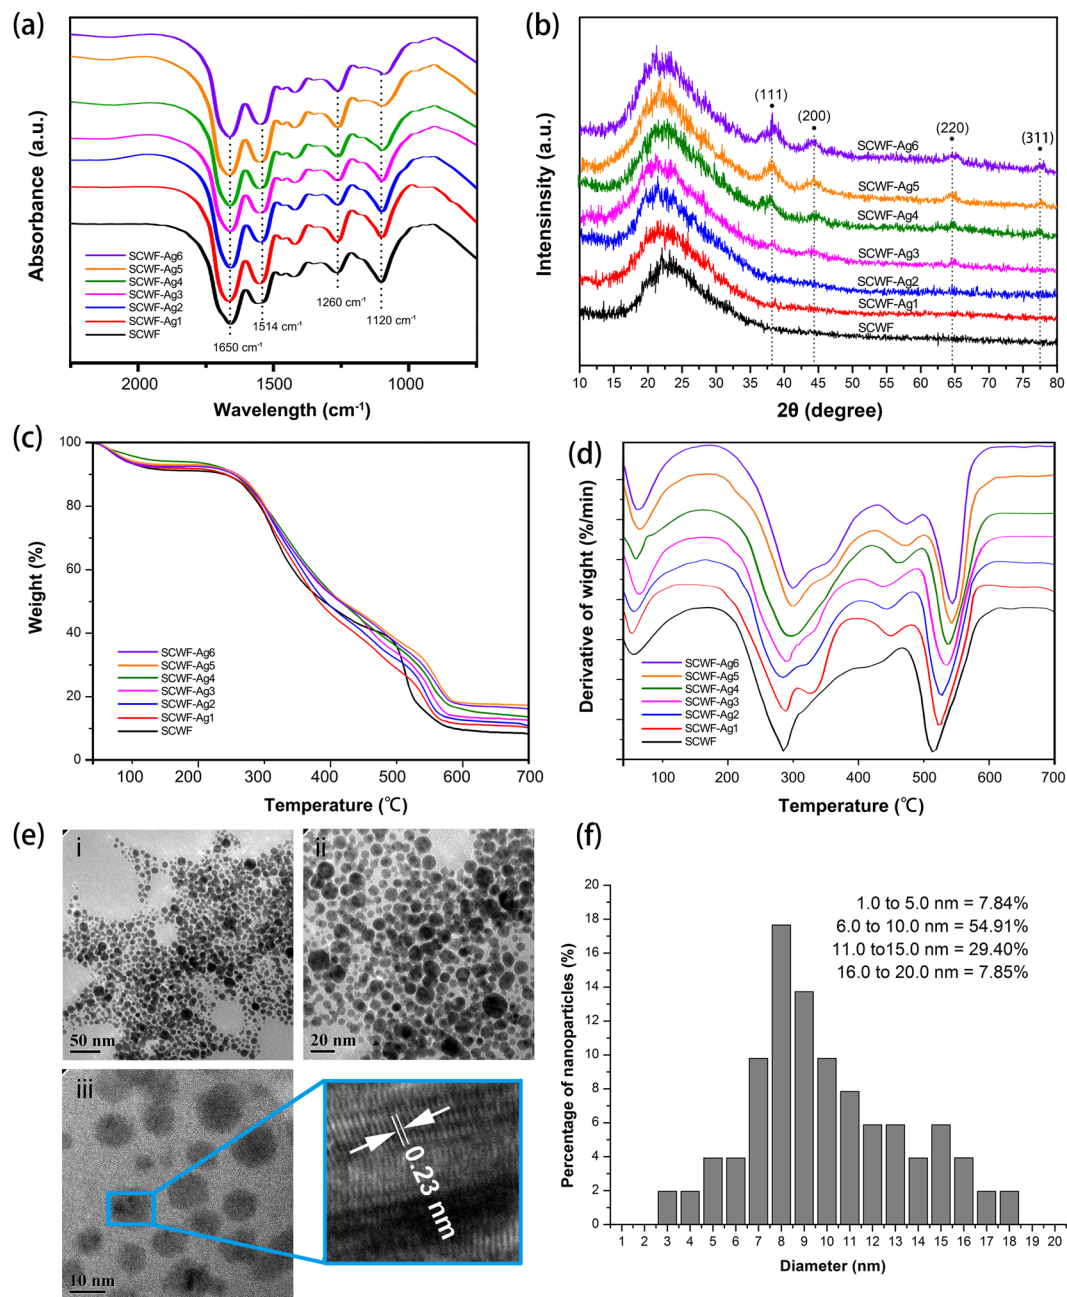 (a)
Absorbance (a.u.)
SCWF-Ag6
SCWF-Ag5
SCWF-Ag4
SCWF-Ag3
SCWF-Ag2
SCWF-Ag1
SCWF
1650 cm⁻¹
1514 cm⁻¹
1260 cm⁻¹
1120 cm⁻¹
2000 1500 1000
Wavelength (cm⁻¹)
(b)
Intensinsity (a.u.)
(111)
(200)
(220)
(311)
SCWF-Ag6
SCWF-Ag5
SCWF-Ag4
SCWF-Ag3
SCWF-Ag2
SCWF-Ag1
SCWF
10 15 20 25 30 35 40 45 50 55 60 65 70 75 80
2θ (degree)
(c)
Weight (%)
100
80
60
40
20
0
SCWF-Ag6
SCWF-Ag5
SCWF-Ag4
SCWF-Ag3
SCWF-Ag2
SCWF-Ag1
SCWF
100 200 300 400 500 600 700
Temperature (℃)
(d)
Derivative of wight (%/min)
SCWF-Ag6
SCWF-Ag5
SCWF-Ag4
SCWF-Ag3
SCWF-Ag2
SCWF-Ag1
SCWF
100 200 300 400 500 600 700
Temperature (℃)
(e)
i
50 nm
ii
20 nm
iii
10 nm
0.23 nm
(f)
Percentage of nanoparticles (%)
20
18
16
14
12
10
8
6
4
2
0
1.0 to 5.0 nm = 7.84%
6.0 to 10.0 nm = 54.91%
11.0 to15.0 nm = 29.40%
16.0 to 20.0 nm = 7.85%
1 2 3 4 5 6 7 8 9 10 11 12 13 14 15 16 17 18 19 20
Diameter (nm)